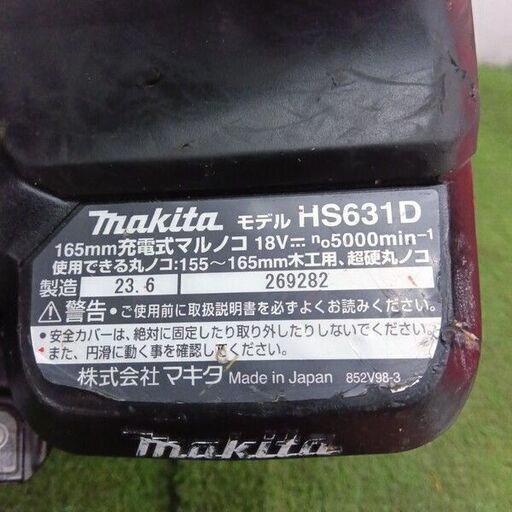 makita モデル HS631D
165mm充電式マルノコ 18V⎓ n₀5000min⁻¹
使用できる丸ノコ:155～165mm木工用、超硬丸ノコ
製造 23.6 269282
⚠警告・ご使用前に取扱説明書を必ずよくお読みください。
・安全カバーは、絶対に固定したり取り外したりしないでください。
また、円滑に動く事を確認してください。
株式会社マキタ Made in Japan 852V98-3
makita